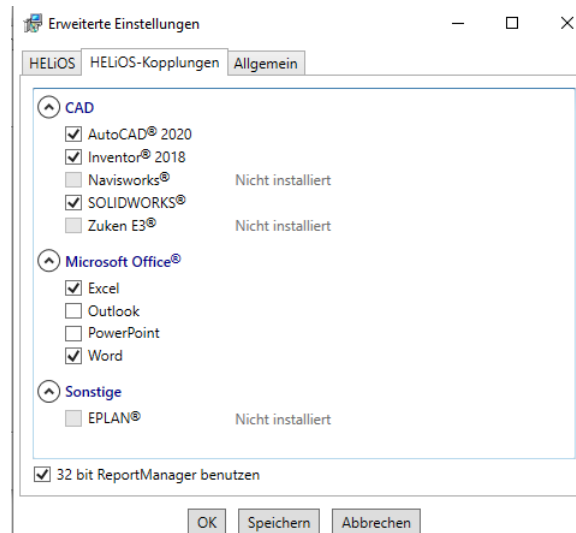 Erweiterte Einstellungen
HELiOS HELiOS-Kopplungen Allgemein
CAD
AutoCAD® 2020
Inventor® 2018
Navisworks® Nicht installiert
SOLIDWORKS®
Zuken E3® Nicht installiert
Microsoft Office®
Excel
Outlook
PowerPoint
Word
Sonstige
EPLAN® Nicht installiert
32 bit ReportManager benutzen
OK Speichern Abbrechen